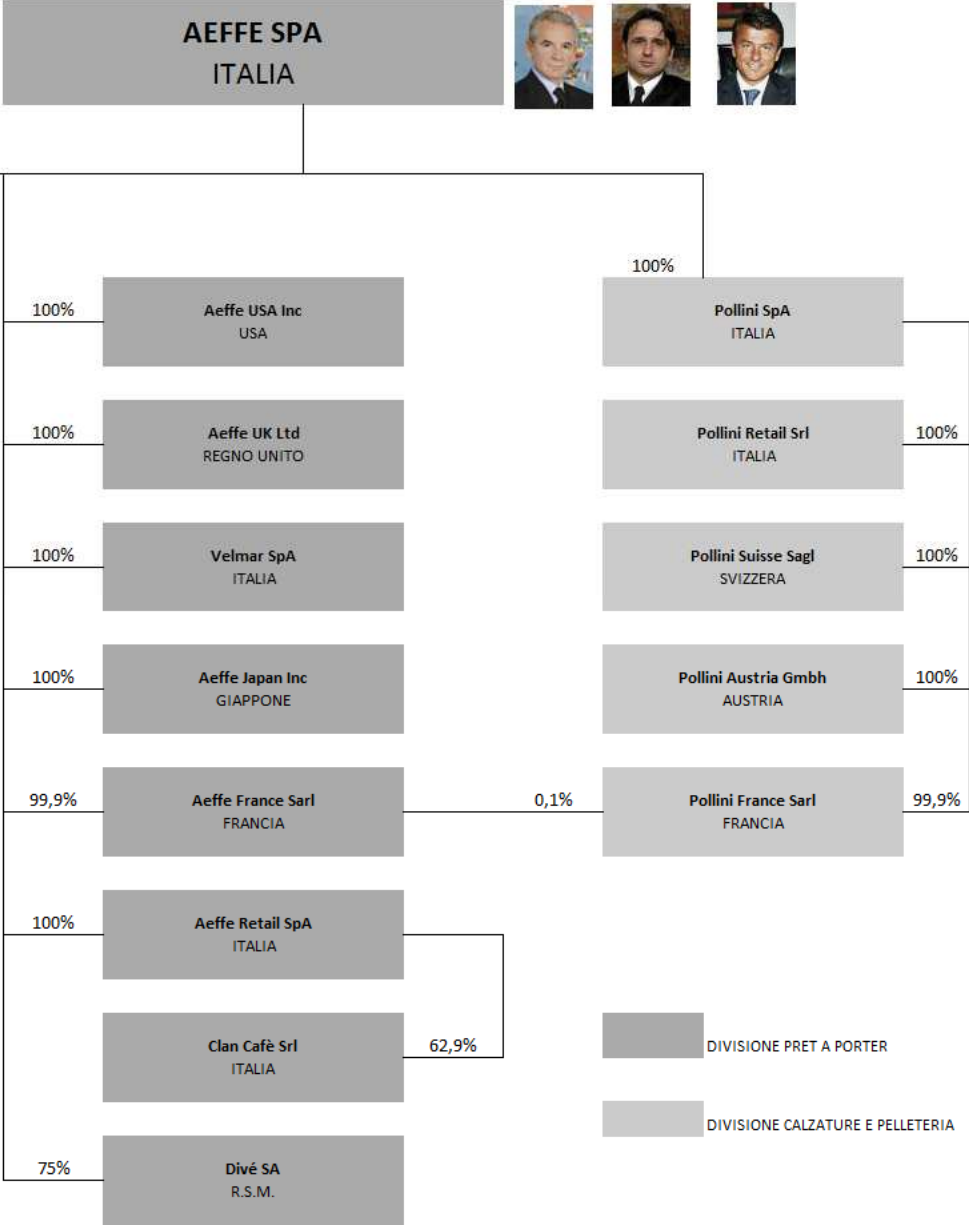 AEFFE SPA
ITALIA
100%
100%
Aeffe USA Inc
USA
Pollini SpA
ITALIA
100%
Aeffe UK Ltd
REGNO UNITO
Pollini Retail Srl
ITALIA
100%
100%
Velmar SpA
ITALIA
Pollini Suisse Sagl
SVIZZERA
100%
100%
Aeffe Japan Inc
GIAPPONE
Pollini Austria Gmbh
AUSTRIA
100%
99,9%
Aeffe France Sarl
FRANCIA
0,1%
Pollini France Sarl
FRANCIA
99,9%
100%
Aeffe Retail SpA
ITALIA
Clan Cafè Srl
ITALIA
62,9%
DIVISIONE PRET A PORTER
DIVISIONE CALZATURE E PELLETERIA
75%
Divé SA
R.S.M.